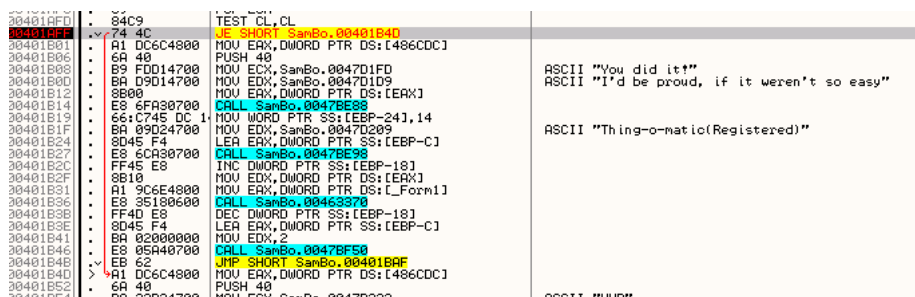 00401AFD . 84C9 TEST CL,CL
00401AFF .v 74 4C JE SHORT SamBo.00401B4D
00401B01 . A1 DC6C4800 MOV EAX,DWORD PTR DS:[486CDC]
00401B06 . 6A 40 PUSH 40
00401B08 . B9 FDD14700 MOV ECX,SamBo.0047D1FD ASCII "You did it!"
00401B0D . BA D9D14700 MOV EDX,SamBo.0047D1D9 ASCII "I'd be proud, if it weren't so easy"
00401B12 . 8B00 MOV EAX,DWORD PTR DS:[EAX]
00401B14 . E8 6FA30700 CALL SamBo.0047BE88
00401B19 . 66:C745 DC 1 MOV WORD PTR SS:[EBP-24],14
00401B1F . BA 09D24700 MOV EDX,SamBo.0047D209 ASCII "Thing-o-matic(Registered)"
00401B24 . 8D45 F4 LEA EAX,DWORD PTR SS:[EBP-C]
00401B27 . E8 6CA30700 CALL SamBo.0047BE98
00401B2C . FF45 E8 INC DWORD PTR SS:[EBP-18]
00401B2F . 8B10 MOV EDX,DWORD PTR DS:[EAX]
00401B31 . A1 9C6E4800 MOV EAX,DWORD PTR DS:[_Form1]
00401B36 . E8 35180600 CALL SamBo.00463370
00401B3B . FF4D E8 DEC DWORD PTR SS:[EBP-18]
00401B3E . 8D45 F4 LEA EAX,DWORD PTR SS:[EBP-C]
00401B41 . BA 02000000 MOV EDX,2
00401B46 . E8 05A40700 CALL SamBo.0047BF50
00401B4B .v EB 62 JMP SHORT SamBo.00401BAF
00401B4D > A1 DC6C4800 MOV EAX,DWORD PTR DS:[486CDC]
00401B52 . 6A 40 PUSH 40